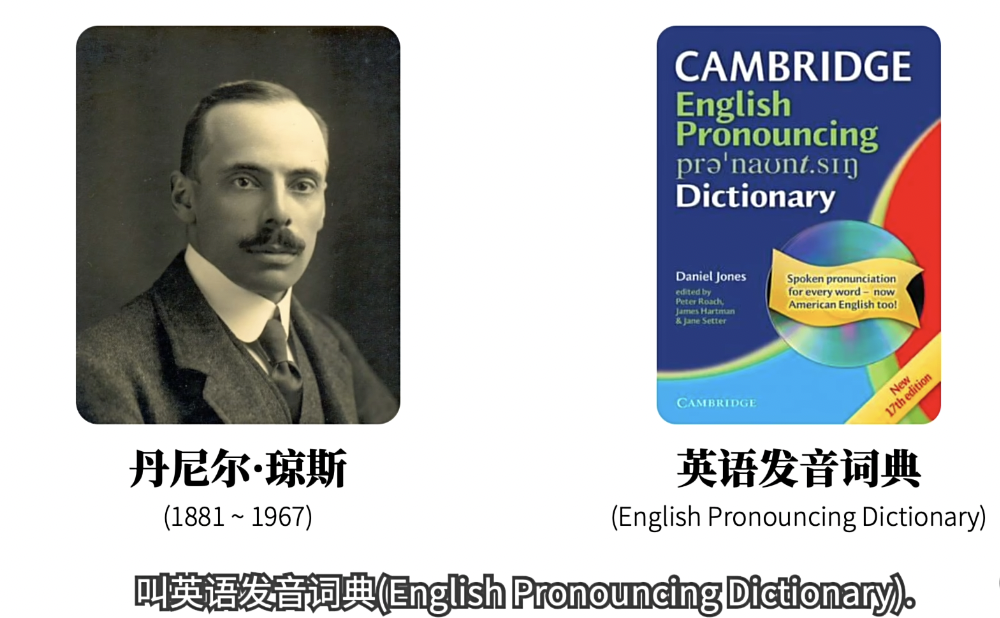 CAMBRIDGE
English
Pronouncing
prəˈnaʊnt.sɪŋ
Dictionary
Daniel Jones
edited by
Peter Roach,
James Hartman
& Jane Setter
Spoken pronunciation
for every word – now
American English too!
New
17th edition
CAMBRIDGE
丹尼尔·琼斯
(1881 ~ 1967)
英语发音词典
(English Pronouncing Dictionary)
叫英语发音词典(English Pronouncing Dictionary).